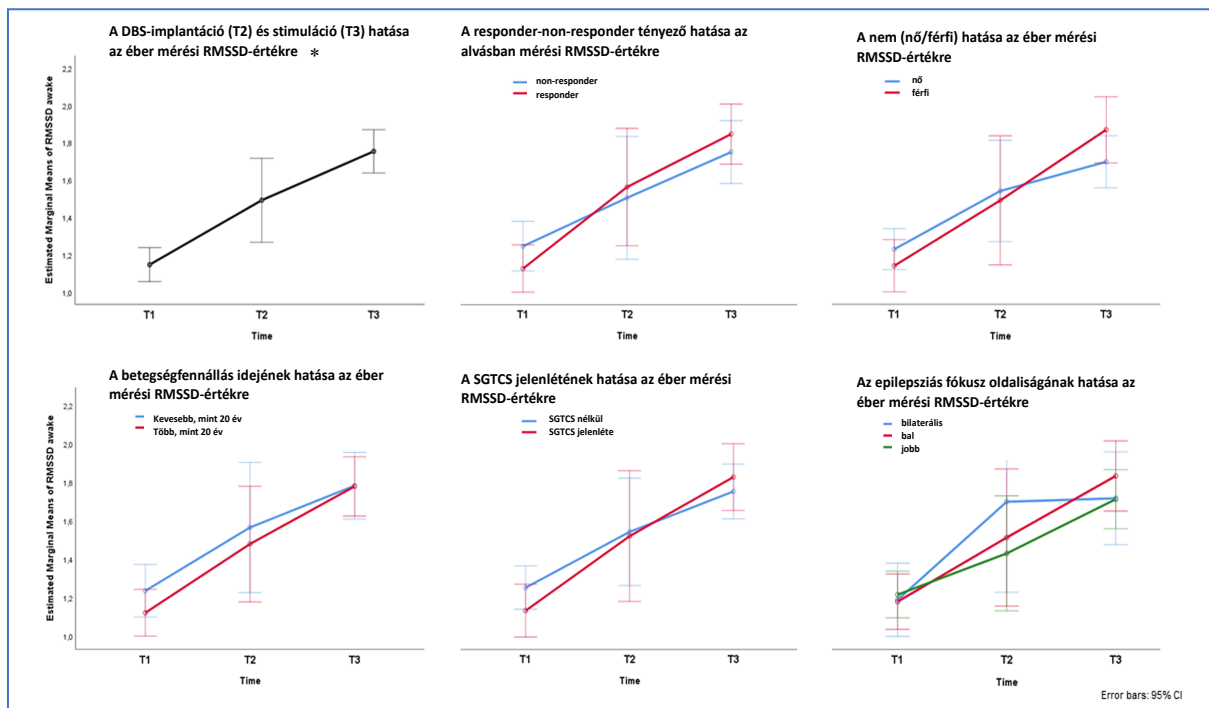 A DBS-implantáció (T2) és stimuláció (T3) hatása
az éber mérési RMSSD-értékre *
Estimated Marginal Means of RMSSD awake
2,2
2,0
1,8
1,6
1,4
1,2
1,0
T1
T2
T3
Time
A responder-non-responder tényező hatása az
alvásban mérési RMSSD-értékre
non-responder
responder
T1
T2
T3
Time
A nem (nő/férfi) hatása az éber mérési
RMSSD-értékre
nő
férfi
T1
T2
T3
Time
A betegségfennállás idejének hatása az éber
mérési RMSSD-értékre
Kevesebb, mint 20 év
Több, mint 20 év
Estimated Marginal Means of RMSSD awake
2,2
2,0
1,8
1,6
1,4
1,2
1,0
T1
T2
T3
Time
A SGTCS jelenlétének hatása az éber mérési
RMSSD-értékre
SGTCS nélkül
SGTCS jelenléte
T1
T2
T3
Time
Az epilepsziás fókusz oldaliságának hatása az
éber mérési RMSSD-értékre
bilaterális
bal
jobb
T1
T2
T3
Time
Error bars: 95% CI